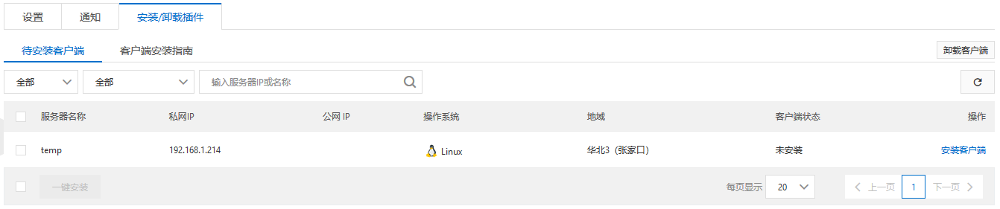 设置 通知 安装/卸载插件
待安装客户端 客户端安装指南 卸载客户端
全部 全部 输入服务器IP或名称
服务器名称 私网IP 公网 IP 操作系统 地域 客户端状态 操作
temp 192.168.1.214 Linux 华北3（张家口） 未安装 安装客户端
一键安装 每页显示 20 上一页 1 下一页